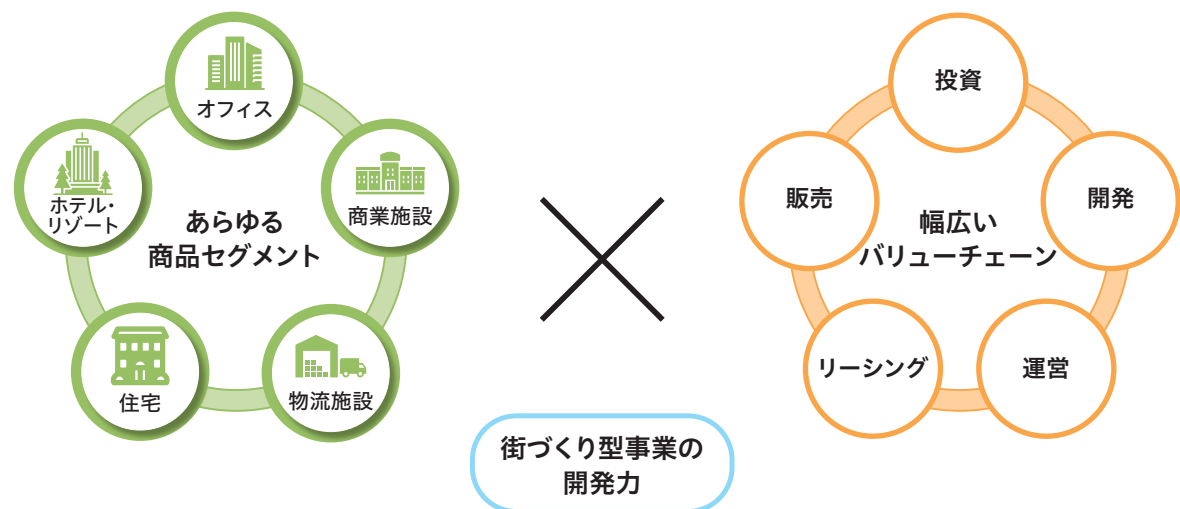 オフィス
商業施設
物流施設
住宅
ホテル・
リゾート
あらゆる
商品セグメント
投資
開発
運営
リーシング
販売
幅広い
バリューチェーン
街づくり型事業の
開発力